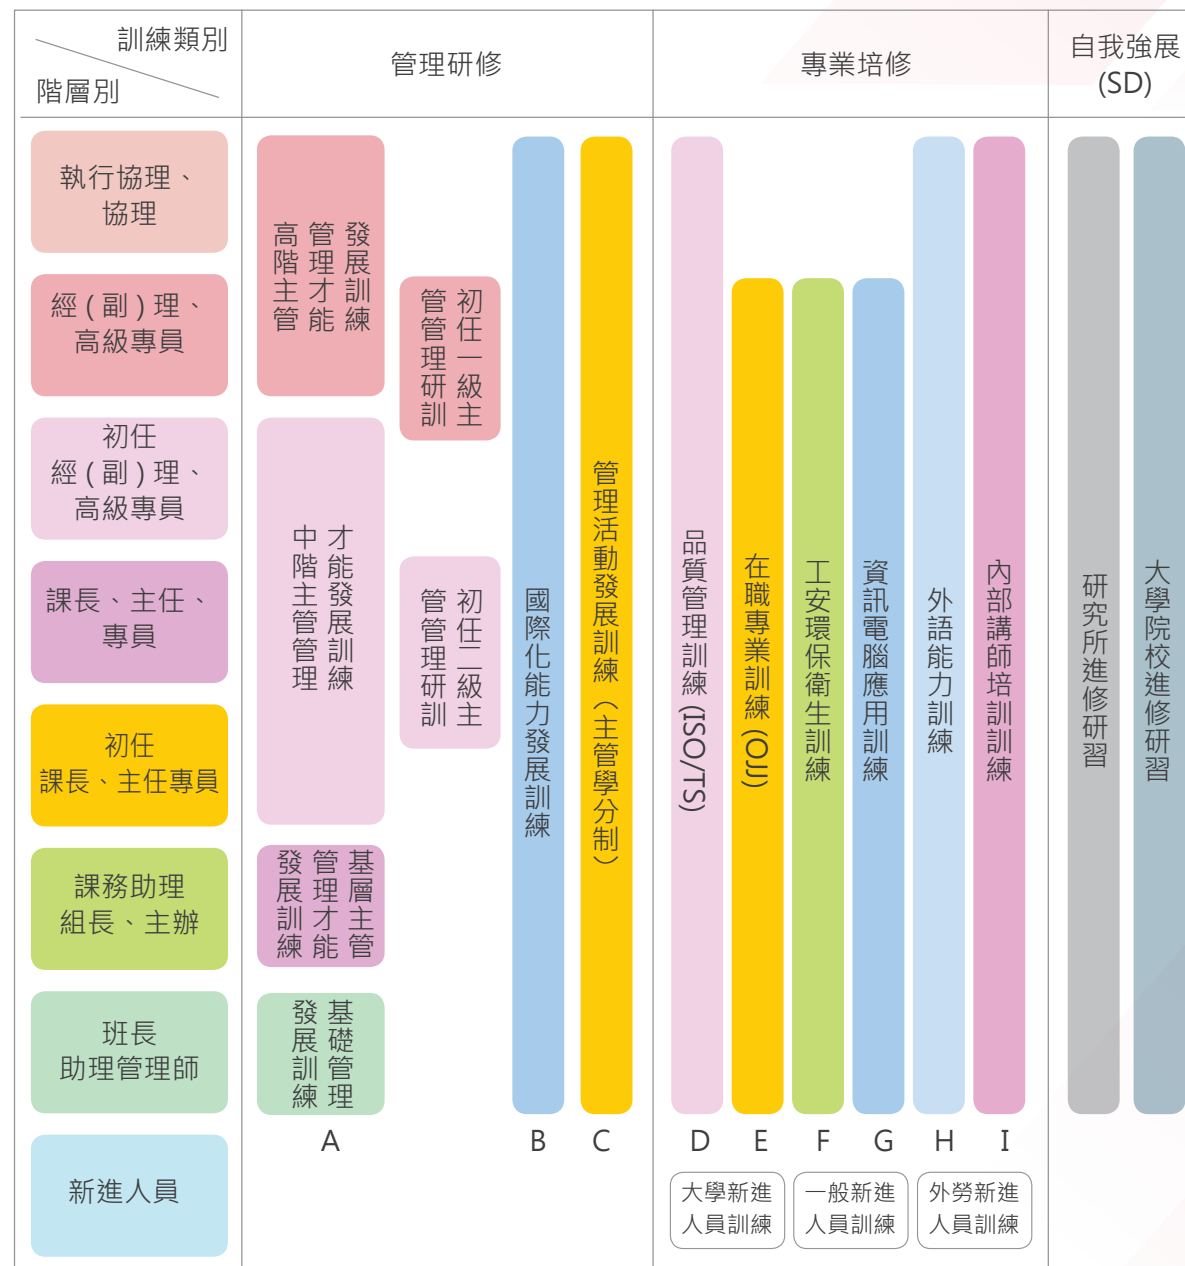 訓練類別
階層別
管理研修
專業培修
自我強展
(SD)
執行協理、
協理
經(副)理、
高級專員
初任
經(副)理、
高級專員
課長、主任、
專員
初任
課長、主任專員
課務助理
組長、主辦
班長
助理管理師
新進人員
高階主管
管理才能
發展訓練
中階主管管理
才能發展訓練
發展訓練
管理才能
基層主管
發展訓練
基礎管理
A
初任一級主
管管理研訓
初任二級主
管管理研訓
國際化能力發展訓練
B
管理活動發展訓練（主管學分制）
C
品質管理訓練(ISO/TS)
D
在職專業訓練(OJJ)
E
工安環保衛生訓練
F
資訊電腦應用訓練
G
外語能力訓練
H
內部講師培訓訓練
I
大學新進
人員訓練
一般新進
人員訓練
外勞新進
人員訓練
研究所進修研習
大學院校進修研習